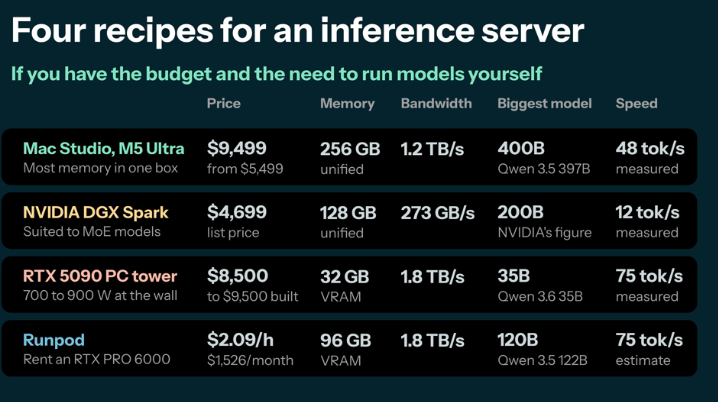 Four recipes for an inference server
If you have the budget and the need to run models yourself
Price Memory Bandwidth Biggest model Speed
Mac Studio, M5 Ultra $9,499 256 GB 1.2 TB/s 400B 48 tok/s
Most memory in one box from $5,499 unified Qwen 3.5 397B measured
NVIDIA DGX Spark $4,699 128 GB 273 GB/s 200B 12 tok/s
Suited to MoE models list price unified NVIDIA's figure measured
RTX 5090 PC tower $8,500 32 GB 1.8 TB/s 35B 75 tok/s
700 to 900 W at the wall to $9,500 built VRAM Qwen 3.6 35B measured
Runpod $2.09/h 96 GB 1.8 TB/s 120B 75 tok/s
Rent an RTX PRO 6000 $1,526/month VRAM Qwen 3.5 122B estimate